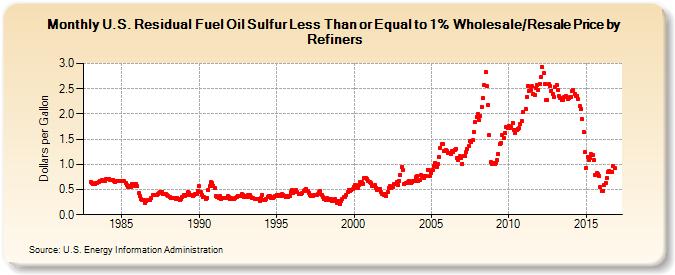 Monthly U.S. Residual Fuel Oil Sulfur Less Than or Equal to 1% Wholesale/Resale Price by
Refiners
Dollars per Gallon
3.0
2.5
2.0
1.5
1.0
0.5
0.0
1985 1990 1995 2000 2005 2010 2015
Source: U.S. Energy Information Administration